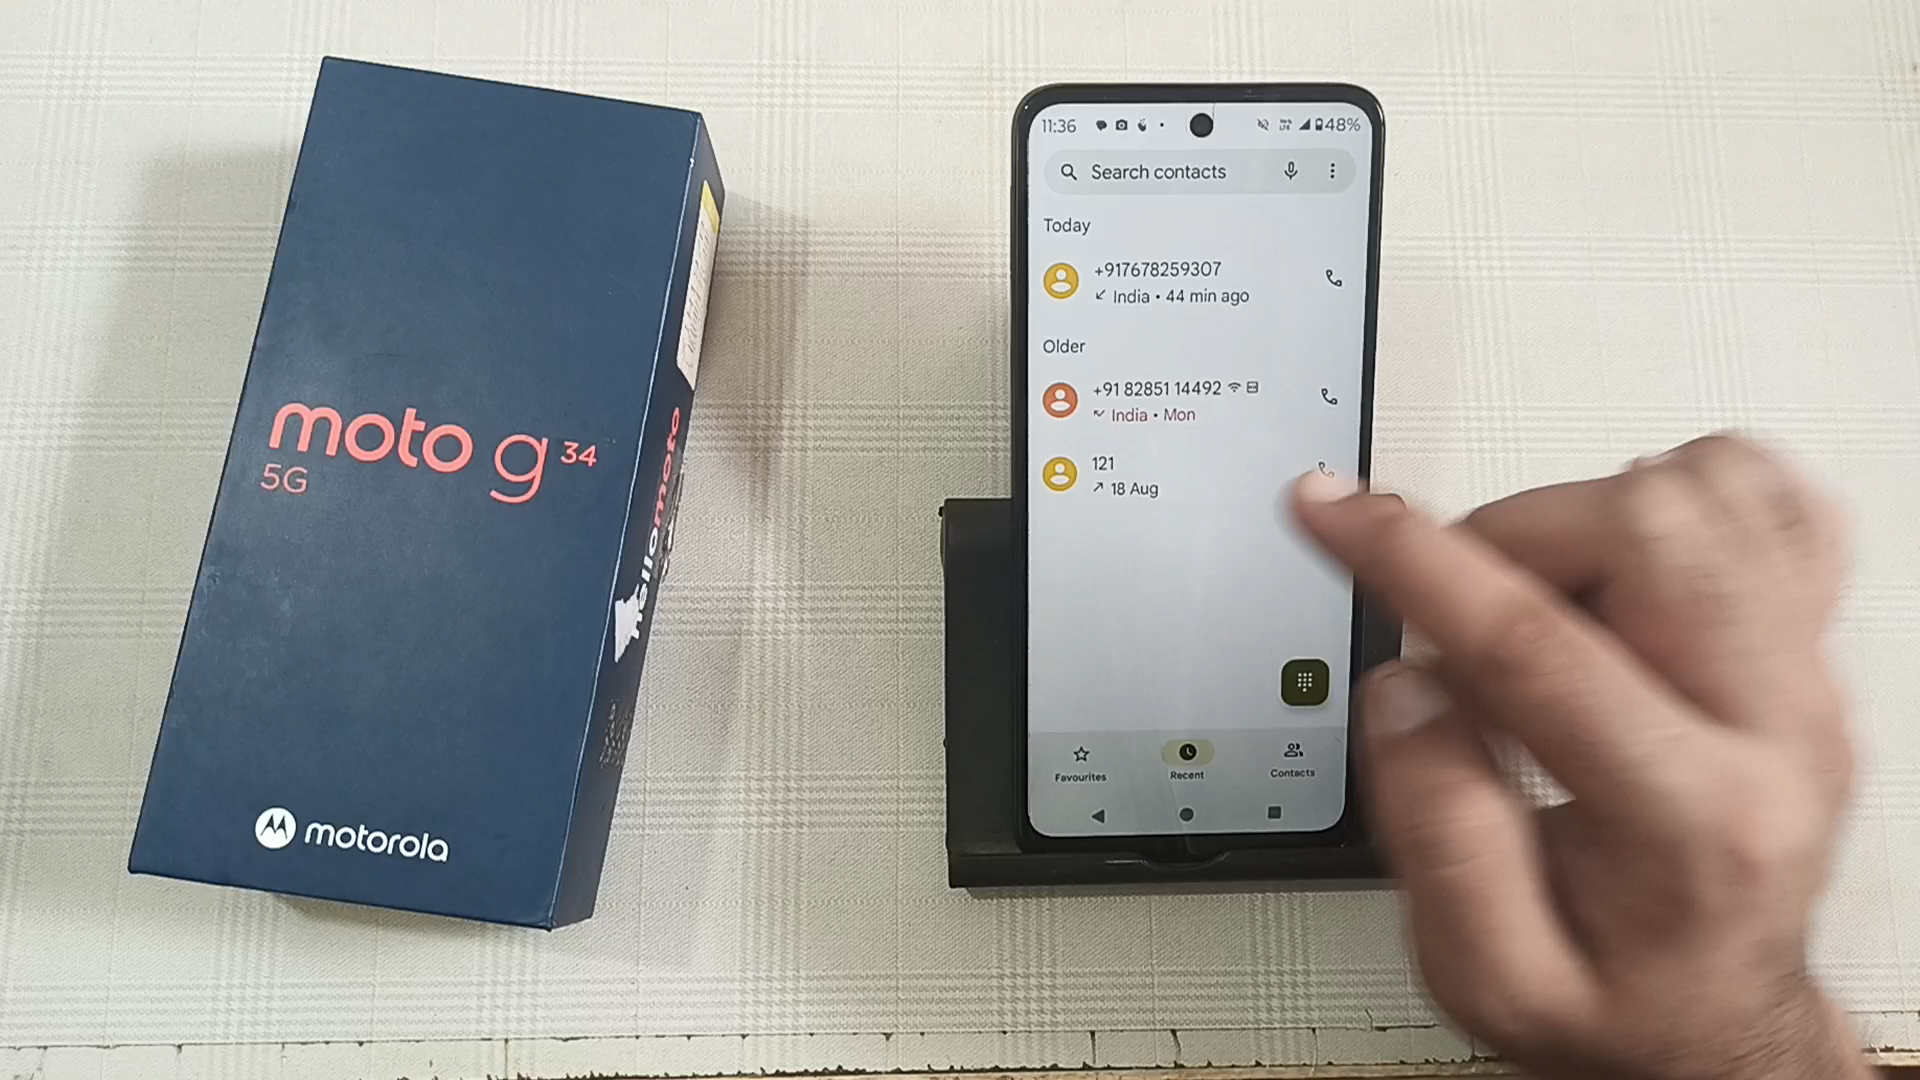 moto g 34
5G
motorola
hellomoto
11:36
48%
Search contacts
Today
+917678259307
India • 44 min ago
Older
+91 82851 14492
India • Mon
121
18 Aug
Favourites
Recent
Contacts